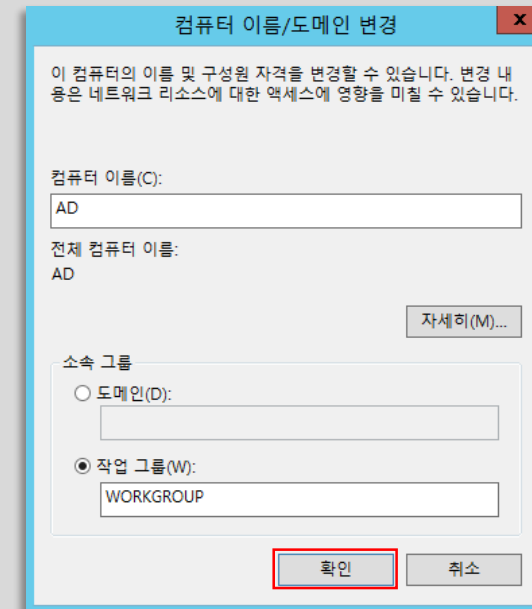 컴퓨터 이름/도메인 변경
x
이 컴퓨터의 이름 및 구성원 자격을 변경할 수 있습니다. 변경 내
용은 네트워크 리소스에 대한 액세스에 영향을 미칠 수 있습니다.
컴퓨터 이름(C):
AD
전체 컴퓨터 이름:
AD
자세히(M)...
소속 그룹
도메인(D):
작업 그룹(W):
WORKGROUP
확인
취소